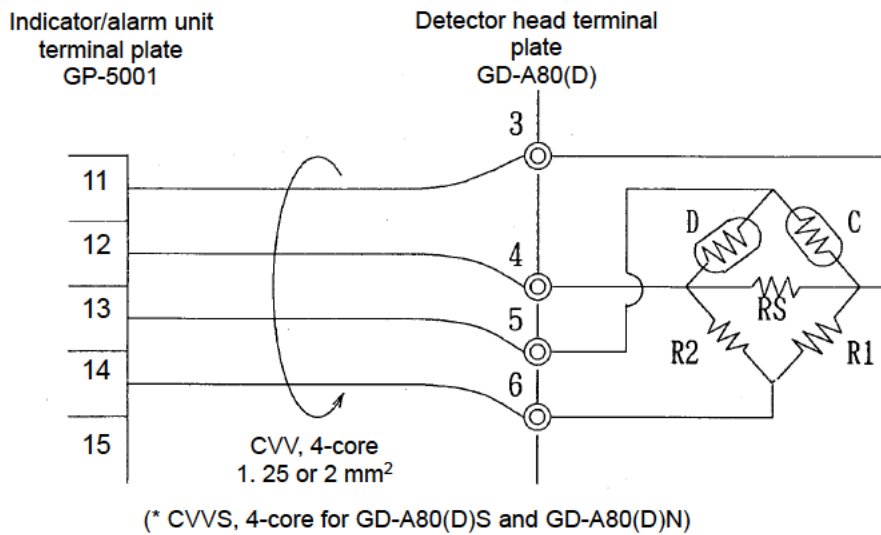 Indicator/alarm unit
terminal plate
GP-5001
Detector head terminal
plate
GD-A80(D)
3
11
12
13
14
15
4
5
6
D
C
RS
R2
R1
CVV, 4-core
1. 25 or 2 mm²
(* CVVS, 4-core for GD-A80(D)S and GD-A80(D)N)